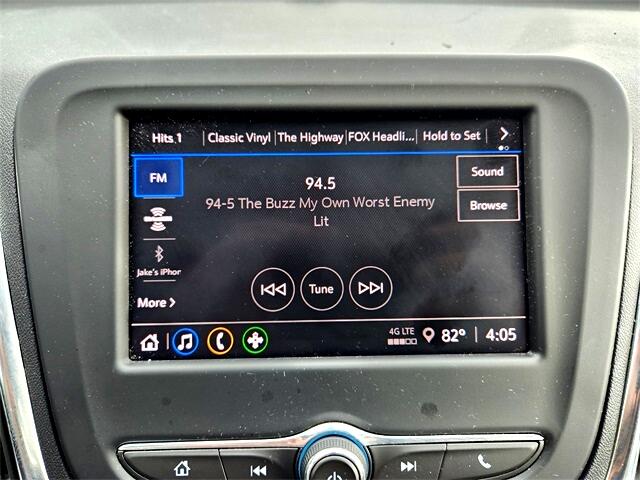 Hits 1 Classic Vinyl The Highway FOX Headli... Hold to Set
FM
94.5
Sound
94-5 The Buzz My Own Worst Enemy
Browse
Lit
Jake's iPhor
Tune
More
4G LTE
82° 4:05